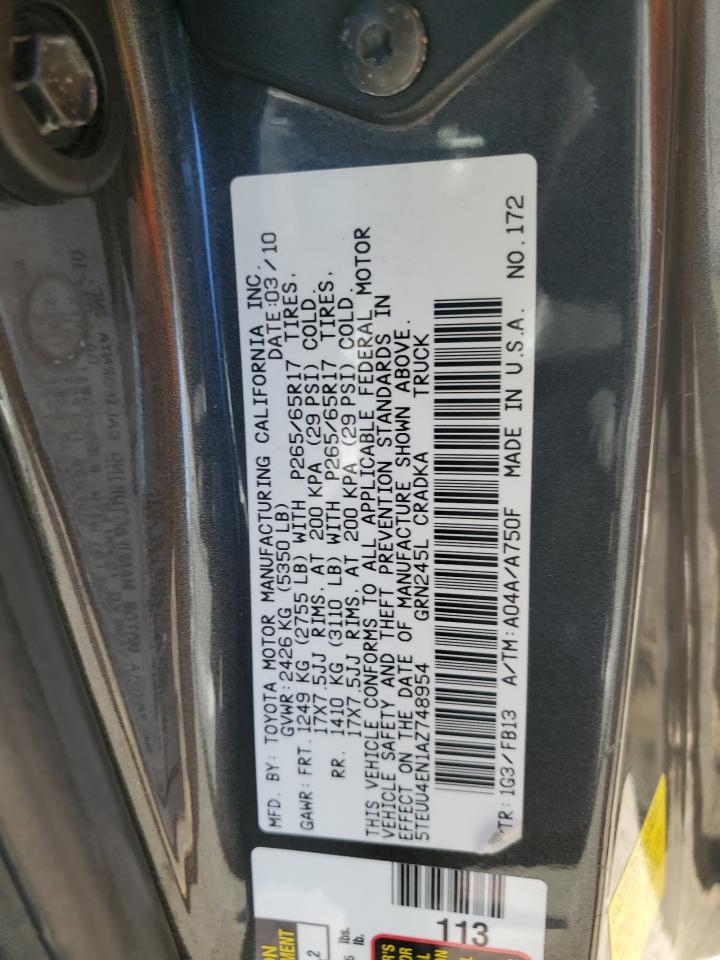 MFD. BY: TOYOTA MOTOR MANUFACTURING CALIFORNIA INC.
GVWR: 2426 KG (5350 LB) DATE: 03/10
GAWR: FRT. 1249 KG (2755 LB) WITH P265/65R17 TIRES,
17X7.5JJ RIMS, AT 200 KPA (29 PSI) COLD.
RR. 1410 KG (3110 LB) WITH P265/65R17 TIRES,
17X7.5JJ RIMS, AT 200 KPA (29 PSI) COLD.
THIS VEHICLE CONFORMS TO ALL APPLICABLE FEDERAL MOTOR
VEHICLE SAFETY AND THEFT PREVENTION STANDARDS IN
EFFECT ON THE DATE OF MANUFACTURE SHOWN ABOVE.
5TEUU4EN1AZ748954 GRN245L CRADKA TRUCK
/TR: 1G3/FB13 A/TM: A04A/A750F MADE IN U.S.A. NO. 172
lbs.
lb.
113